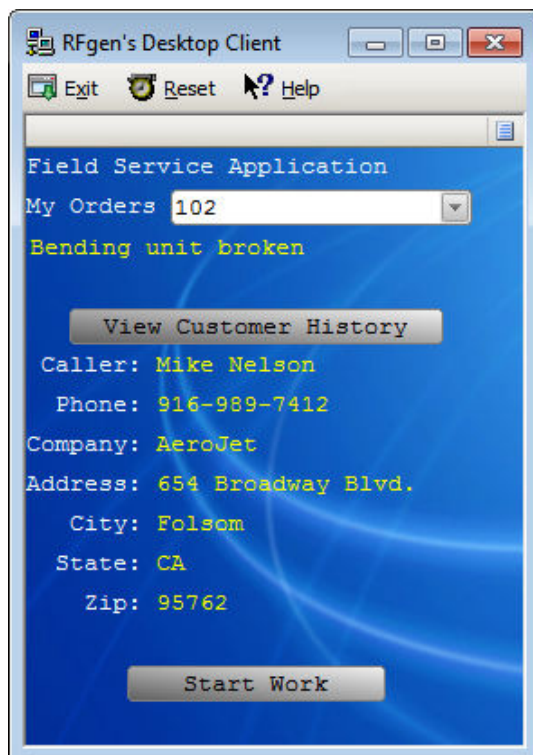 RFgen's Desktop Client
Exit Reset Help
Field Service Application
My Orders 102
Bending unit broken
View Customer History
Caller: Mike Nelson
Phone: 916-989-7412
Company: AeroJet
Address: 654 Broadway Blvd.
City: Folsom
State: CA
Zip: 95762
Start Work